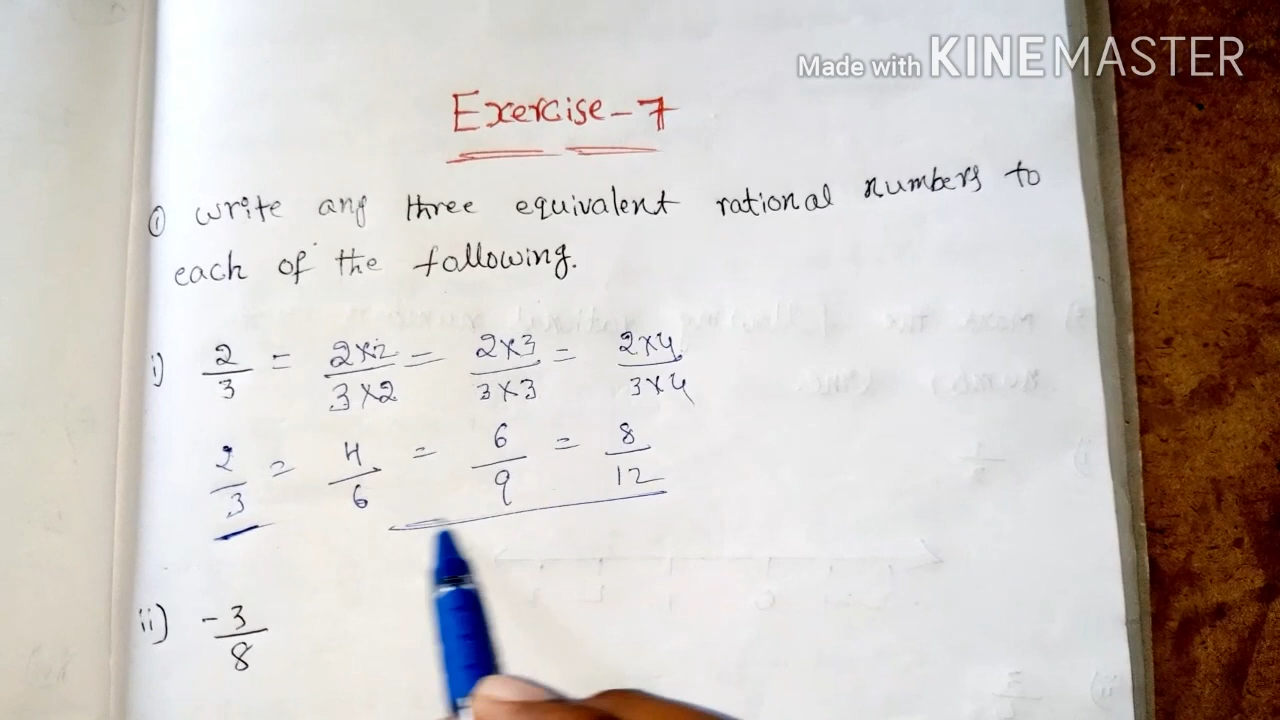 Made with KINEMASTER
Exercise-7
① write any three equivalent rational numbers to
each of the following.
i) 2/3 = 2×2/3×2 = 2×3/3×3 = 2×4/3×4
2/3 = 4/6 = 6/9 = 8/12
ii) -3/8